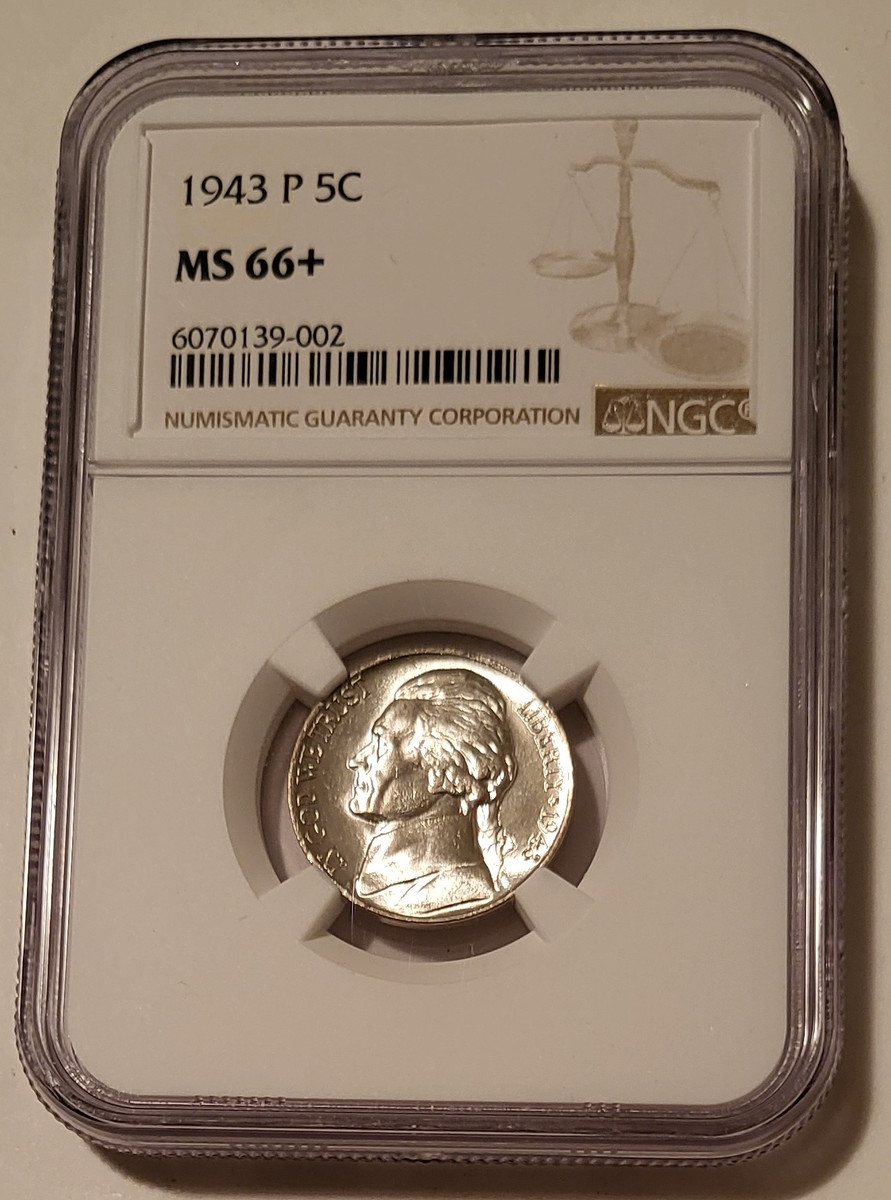 1943 P 5C
MS 66+
6070139-002
NUMISMATIC GUARANTY CORPORATION
NGC®
IN GOD WE TRUST
LIBERTY ★ 1943